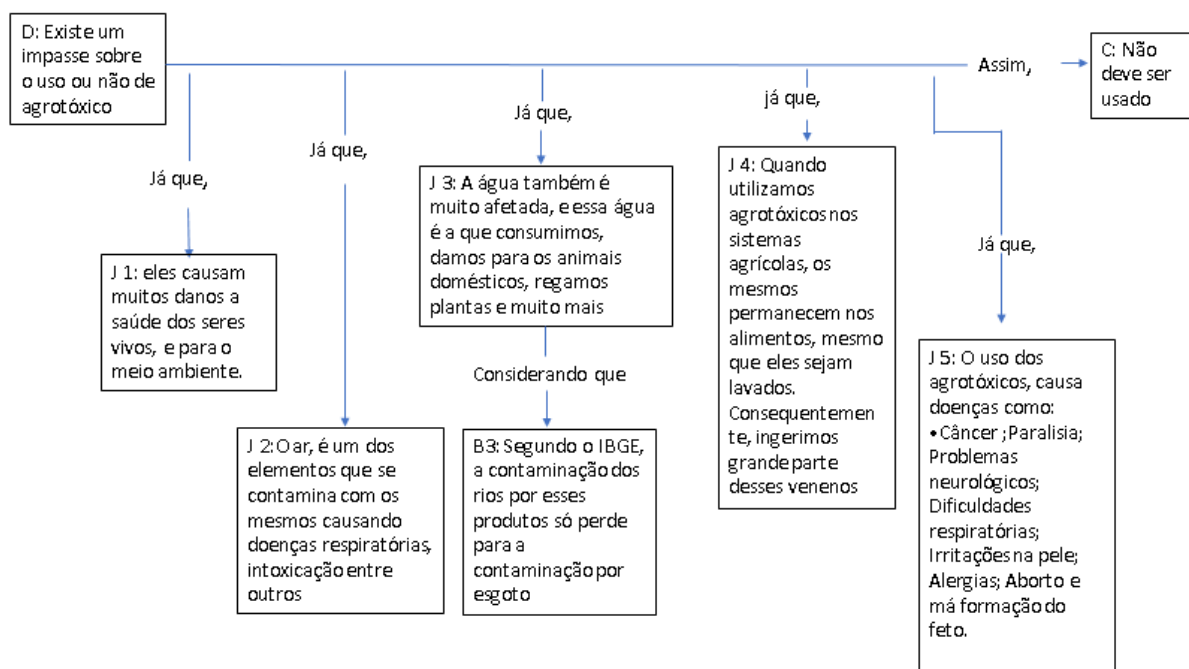 D: Existe um
impasse sobre
o uso ou não de
agrotóxico
Assim,
C: Não
deve ser
usado
Já que,
J 1: eles causam
muitos danos a
saúde dos seres
vivos, e para o
meio ambiente.
Já que,
J 2: O ar, é um dos
elementos que se
contamina com os
mesmos causando
doenças respiratórias,
intoxicação entre
outros
Já que,
J 3: A água também é
muito afetada, e essa água
é a que consumimos,
damos para os animais
domésticos, regamos
plantas e muito mais
Considerando que
B3: Segundo o IBGE,
a contaminação dos
rios por esses
produtos só perde
para a
contaminação por
esgoto
já que,
J 4: Quando
utilizamos
agrotóxicos nos
sistemas
agrícolas, os
mesmos
permanecem nos
alimentos, mesmo
que eles sejam
lavados.
Consequentemen
te, ingerimos
grande parte
desses venenos
Já que,
J 5: O uso dos
agrotóxicos, causa
doenças como:
•Câncer ;Paralisia;
Problemas
neurológicos;
Dificuldades
respiratórias;
Irritações na pele;
Alergias; Aborto e
má formação do
feto.